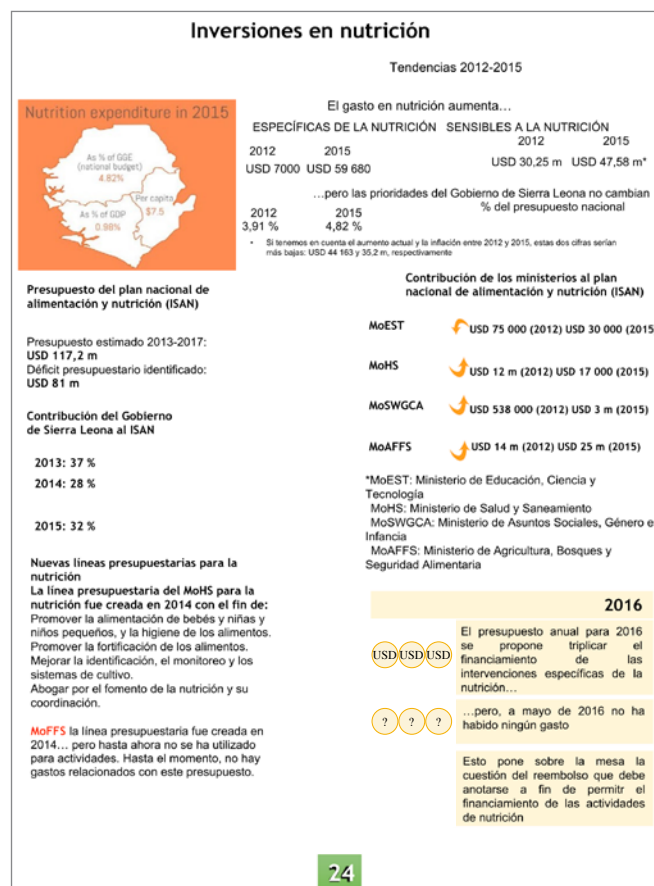 Inversiones en nutrición
Tendencias 2012-2015
Nutrition expenditure in 2015
As % of GGE
(national budget)
4.82%
Per capita
$7.5
As % of GDP
0.98%
El gasto en nutrición aumenta…
ESPECÍFICAS DE LA NUTRICIÓN SENSIBLES A LA NUTRICIÓN
2012 2015 2012 2015
USD 7000 USD 59 680 USD 30,25 m USD 47,58 m*
…pero las prioridades del Gobierno de Sierra Leona no cambian
% del presupuesto nacional
2012 2015
3,91 % 4,82 %
• Si tenemos en cuenta el aumento actual y la inflación entre 2012 y 2015, estas dos cifras serían
más bajas: USD 44 163 y 35,2 m, respectivamente
Presupuesto del plan nacional de
alimentación y nutrición (ISAN)
Presupuesto estimado 2013-2017:
USD 117,2 m
Déficit presupuestario identificado:
USD 81 m
Contribución del Gobierno
de Sierra Leona al ISAN
2013: 37 %
2014: 28 %
2015: 32 %
Nuevas líneas presupuestarias para la
nutrición
La línea presupuestaria del MoHS para la
nutrición fue creada en 2014 con el fin de:
Promover la alimentación de bebés y niñas y
niños pequeños, y la higiene de los alimentos.
Promover la fortificación de los alimentos.
Mejorar la identificación, el monitoreo y los
sistemas de cultivo.
Abogar por el fomento de la nutrición y su
coordinación.
MoFFS la línea presupuestaria fue creada en
2014… pero hasta ahora no se ha utilizado
para actividades. Hasta el momento, no hay
gastos relacionados con este presupuesto.
Contribución de los ministerios al plan
nacional de alimentación y nutrición (ISAN)
MoEST USD 75 000 (2012) USD 30 000 (2015
MoHS USD 12 m (2012) USD 17 000 (2015)
MoSWGCA USD 538 000 (2012) USD 3 m (2015)
MoAFFS USD 14 m (2012) USD 25 m (2015)
*MoEST: Ministerio de Educación, Ciencia y
Tecnología
MoHS: Ministerio de Salud y Saneamiento
MoSWGCA: Ministerio de Asuntos Sociales, Género e
Infancia
MoAFFS: Ministerio de Agricultura, Bosques y
Seguridad Alimentaria
2016
USD USD USD
El presupuesto anual para 2016
se propone triplicar el
financiamiento de las
intervenciones específicas de la
nutrición…
? ? ?
…pero, a mayo de 2016 no ha
habido ningún gasto
Esto pone sobre la mesa la
cuestión del reembolso que debe
anotarse a fin de permitir el
financiamiento de las actividades
de nutrición
24